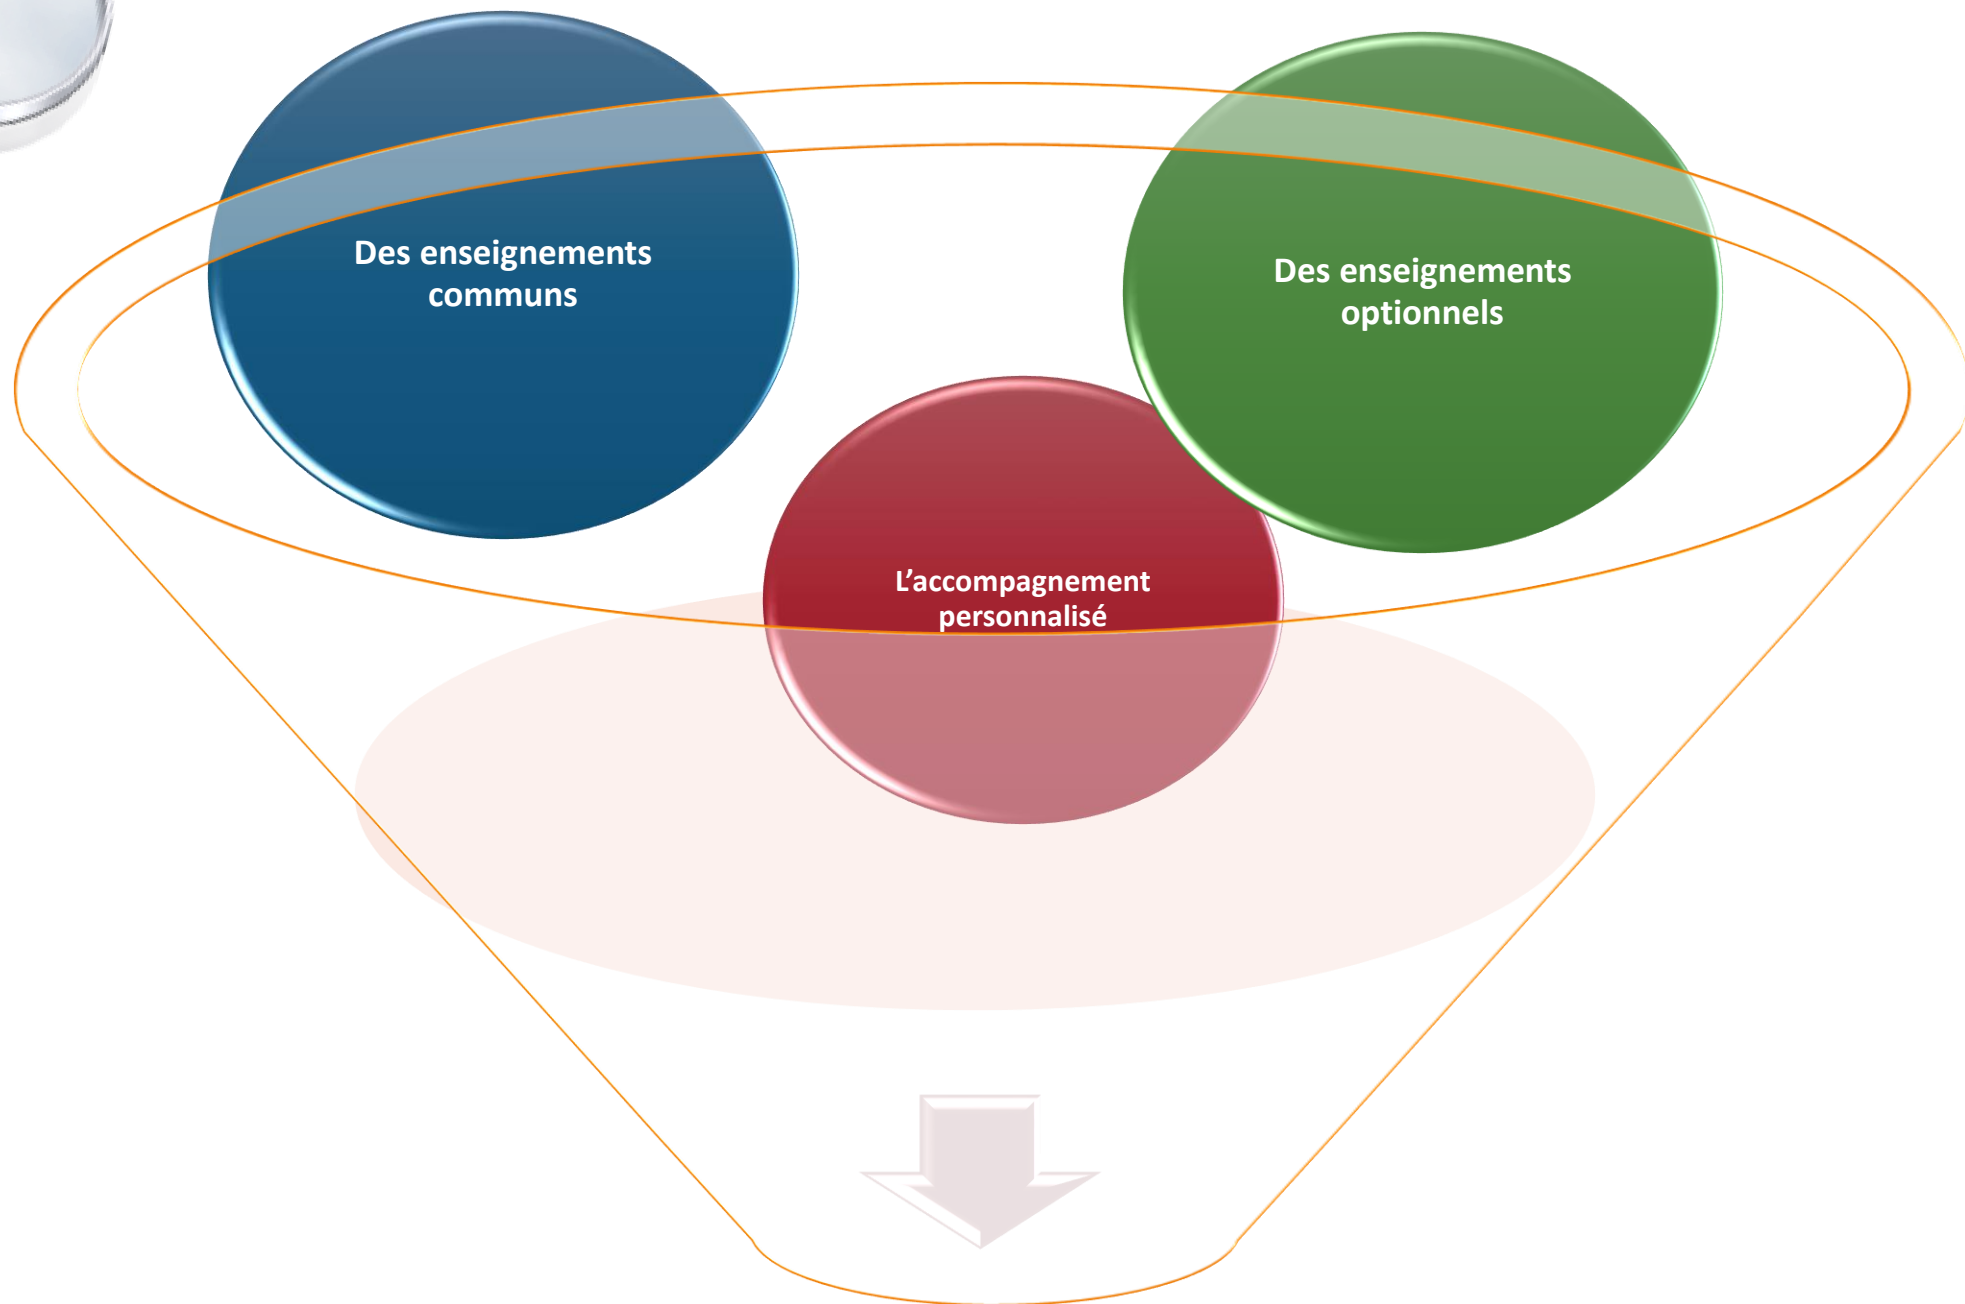 Des enseignements
communs
Des enseignements
optionnels
L’accompagnement
personnalisé